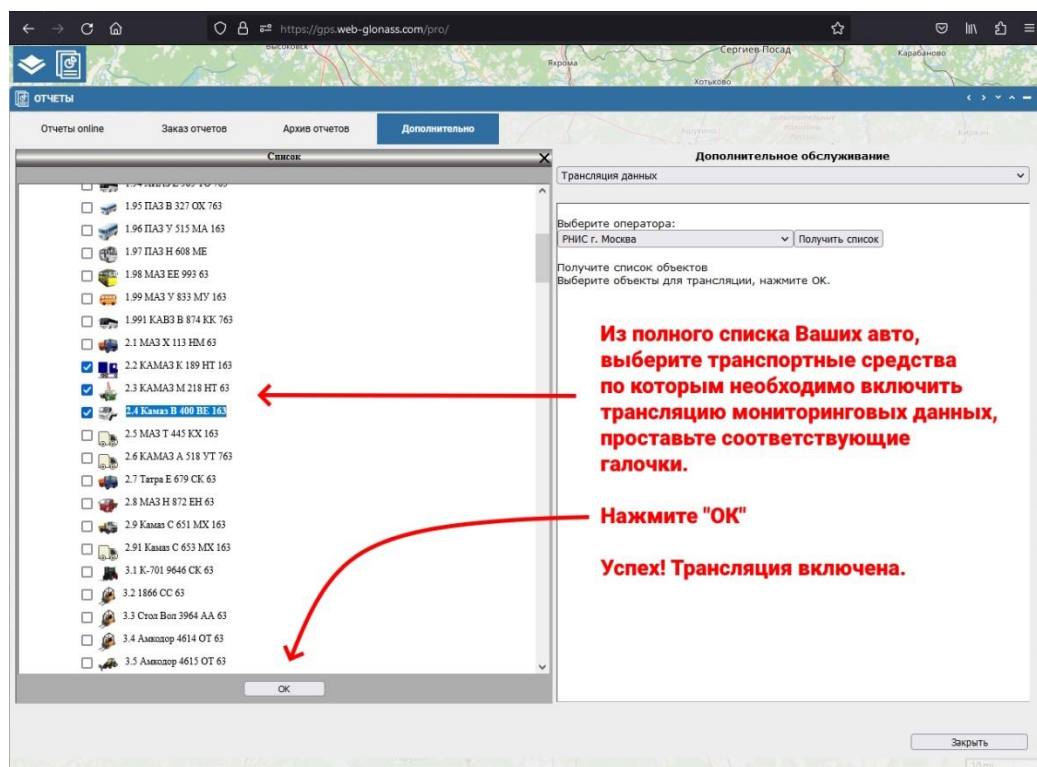 https://gps.web-glonass.com/pro/
Яхрома
Сергиев Посад
Хотьково
Карабаново
ОТЧЕТЫ
Отчеты online
Заказ отчетов
Архив отчетов
Дополнительно
Список
X
1.95 ПАЗ В 327 ОХ 763
1.96 ПАЗ У 515 МА 163
1.97 ПАЗ Н 608 МЕ
1.98 МАЗ ЕЕ 993 63
1.99 МАЗ У 833 МУ 163
1.991 КАВЗ В 874 КК 763
2.1 МАЗ Х 113 НМ 63
2.2 КАМАЗ К 189 НТ 163
2.3 КАМАЗ М 218 НТ 63
2.4 Камаз В 400 ВЕ 163
2.5 МАЗ Т 445 КХ 163
2.6 КАМАЗ А 518 УТ 763
2.7 Татра Е 679 СК 63
2.8 МАЗ Н 872 ЕН 63
2.9 Камаз С 651 МХ 163
2.91 Камаз С 653 МХ 163
3.1 К-701 9646 СК 63
3.2 1866 СС 63
3.3 Стол Вол 3964 АА 63
3.4 Амкодор 4614 ОТ 63
3.5 Амкодор 4615 ОТ 63
ОК
Дополнительное обслуживание
Трансляция данных
Выберите оператора:
РНИС г. Москва
Получить список
Получите список объектов
Выберите объекты для трансляции, нажмите ОК.
Из полного списка Ваших авто,
выберите транспортные средства
по которым необходимо включить
трансляцию мониторинговых данных,
проставьте соответствующие
галочки.
Нажмите "ОК"
Успех! Трансляция включена.
Закрыть